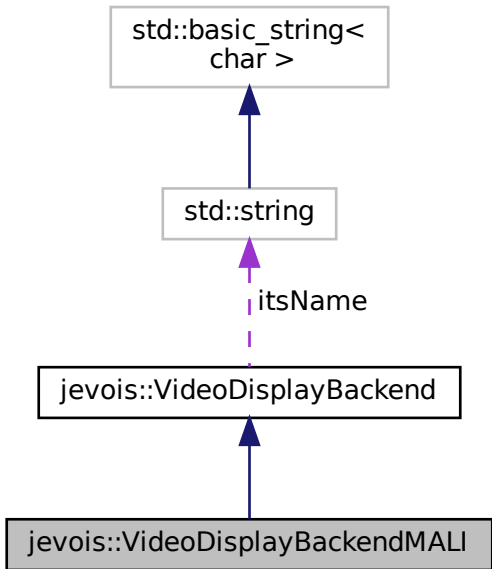 std::basic_string<
char >
std::string
itsName
jevois::VideoDisplayBackend
jevois::VideoDisplayBackendMALI